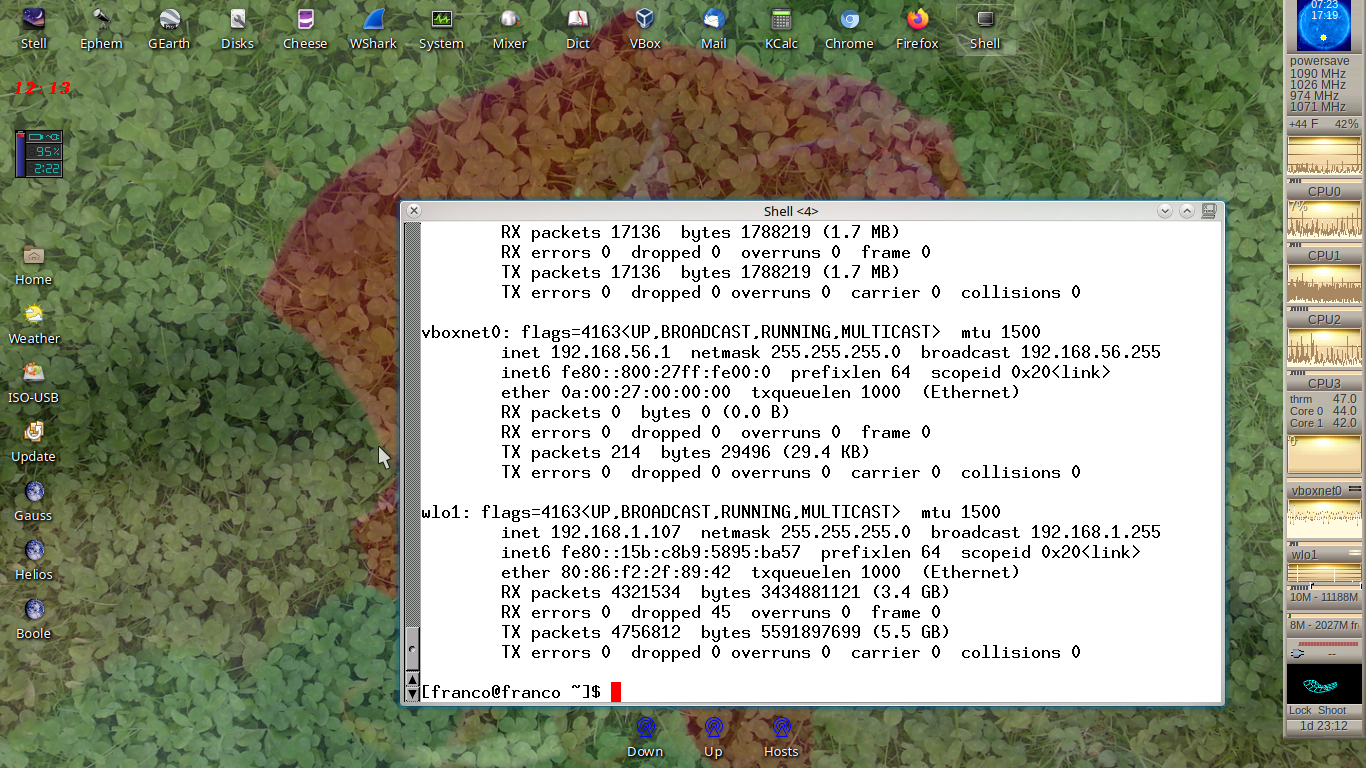 Stell Ephem GEarth Disks Cheese WShark System Mixer Dict VBox Mail KCalc Chrome Firefox Shell
12:13
95%
2:22
Home
Weather
ISO-USB
Update
Gauss
Helios
Boole
Shell <4>
RX packets 17136  bytes 1788219 (1.7 MB)
RX errors 0  dropped 0  overruns 0  frame 0
TX packets 17136  bytes 1788219 (1.7 MB)
TX errors 0  dropped 0 overruns 0  carrier 0  collisions 0
vboxnet0: flags=4163<UP,BROADCAST,RUNNING,MULTICAST>  mtu 1500
inet 192.168.56.1  netmask 255.255.255.0  broadcast 192.168.56.255
inet6 fe80::800:27ff:fe00:0  prefixlen 64  scopeid 0x20<link>
ether 0a:00:27:00:00:00  txqueuelen 1000  (Ethernet)
RX packets 0  bytes 0 (0.0 B)
RX errors 0  dropped 0  overruns 0  frame 0
TX packets 214  bytes 29496 (29.4 KB)
TX errors 0  dropped 0 overruns 0  carrier 0  collisions 0
wlo1: flags=4163<UP,BROADCAST,RUNNING,MULTICAST>  mtu 1500
inet 192.168.1.107  netmask 255.255.255.0  broadcast 192.168.1.255
inet6 fe80::15b:c8b9:5895:ba57  prefixlen 64  scopeid 0x20<link>
ether 80:86:f2:2f:89:42  txqueuelen 1000  (Ethernet)
RX packets 4321534  bytes 3434881121 (3.4 GB)
RX errors 0  dropped 45  overruns 0  frame 0
TX packets 4756812  bytes 5591897699 (5.5 GB)
TX errors 0  dropped 0 overruns 0  carrier 0  collisions 0
[franco@franco ~]$
Down Up Hosts
07:23
17:19
powersave
1090 MHz
1026 MHz
974 MHz
1071 MHz
+44 F 42%
CPU0
7%
CPU1
CPU2
CPU3
thrm 47.0
Core 0 44.0
Core 1 42.0
0
vboxnet0
wlo1
10M - 11188M
8M - 2027M fr
--
Lock Shoot
1d 23:12